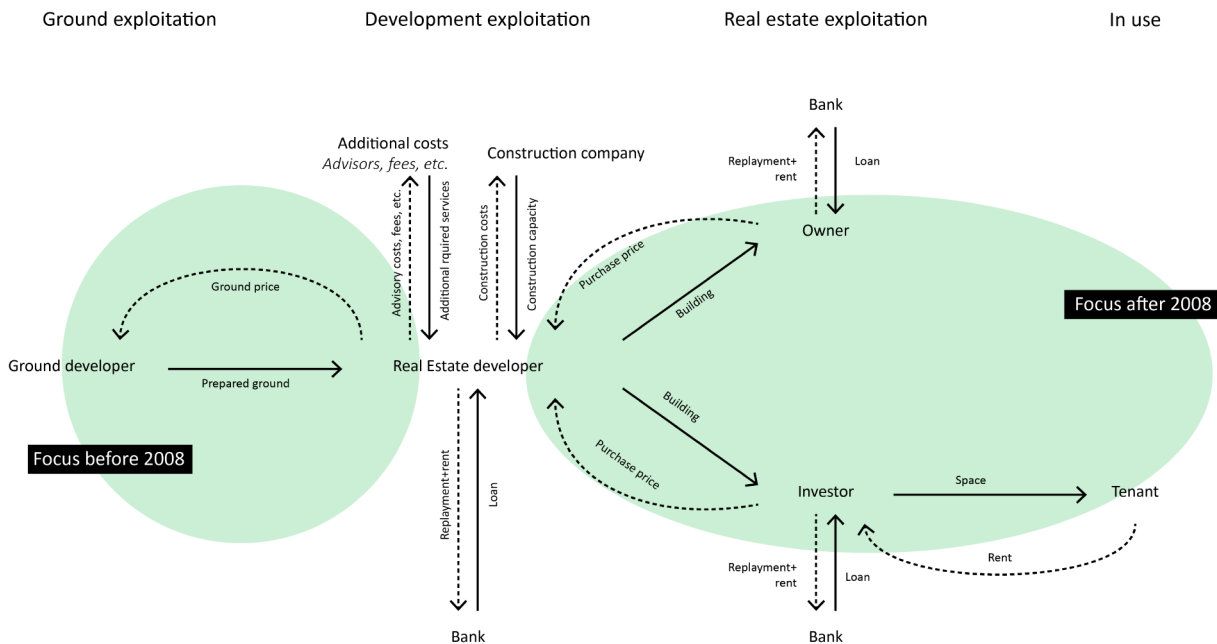 Ground exploitation
Development exploitation
Real estate exploitation
In use
Bank
Additional costs
Advisors, fees, etc.
Construction company
Replayment+
rent
Loan
Advisory costs, fees, etc.
Additional rquired services
Construction costs
Construction capacity
Owner
Purchase price
Building
Ground price
Focus after 2008
Ground developer
Prepared ground
Real Estate developer
Building
Focus before 2008
Purchase price
Replayment+rent
Loan
Investor
Space
Tenant
Rent
Replayment+
rent
Loan
Bank
Bank